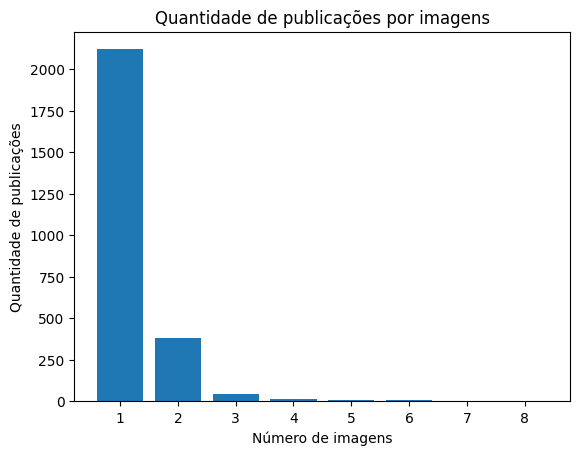 Quantidade de publicações por imagens
Quantidade de publicações
2000
1750
1500
1250
1000
750
500
250
0
1 2 3 4 5 6 7 8
Número de imagens